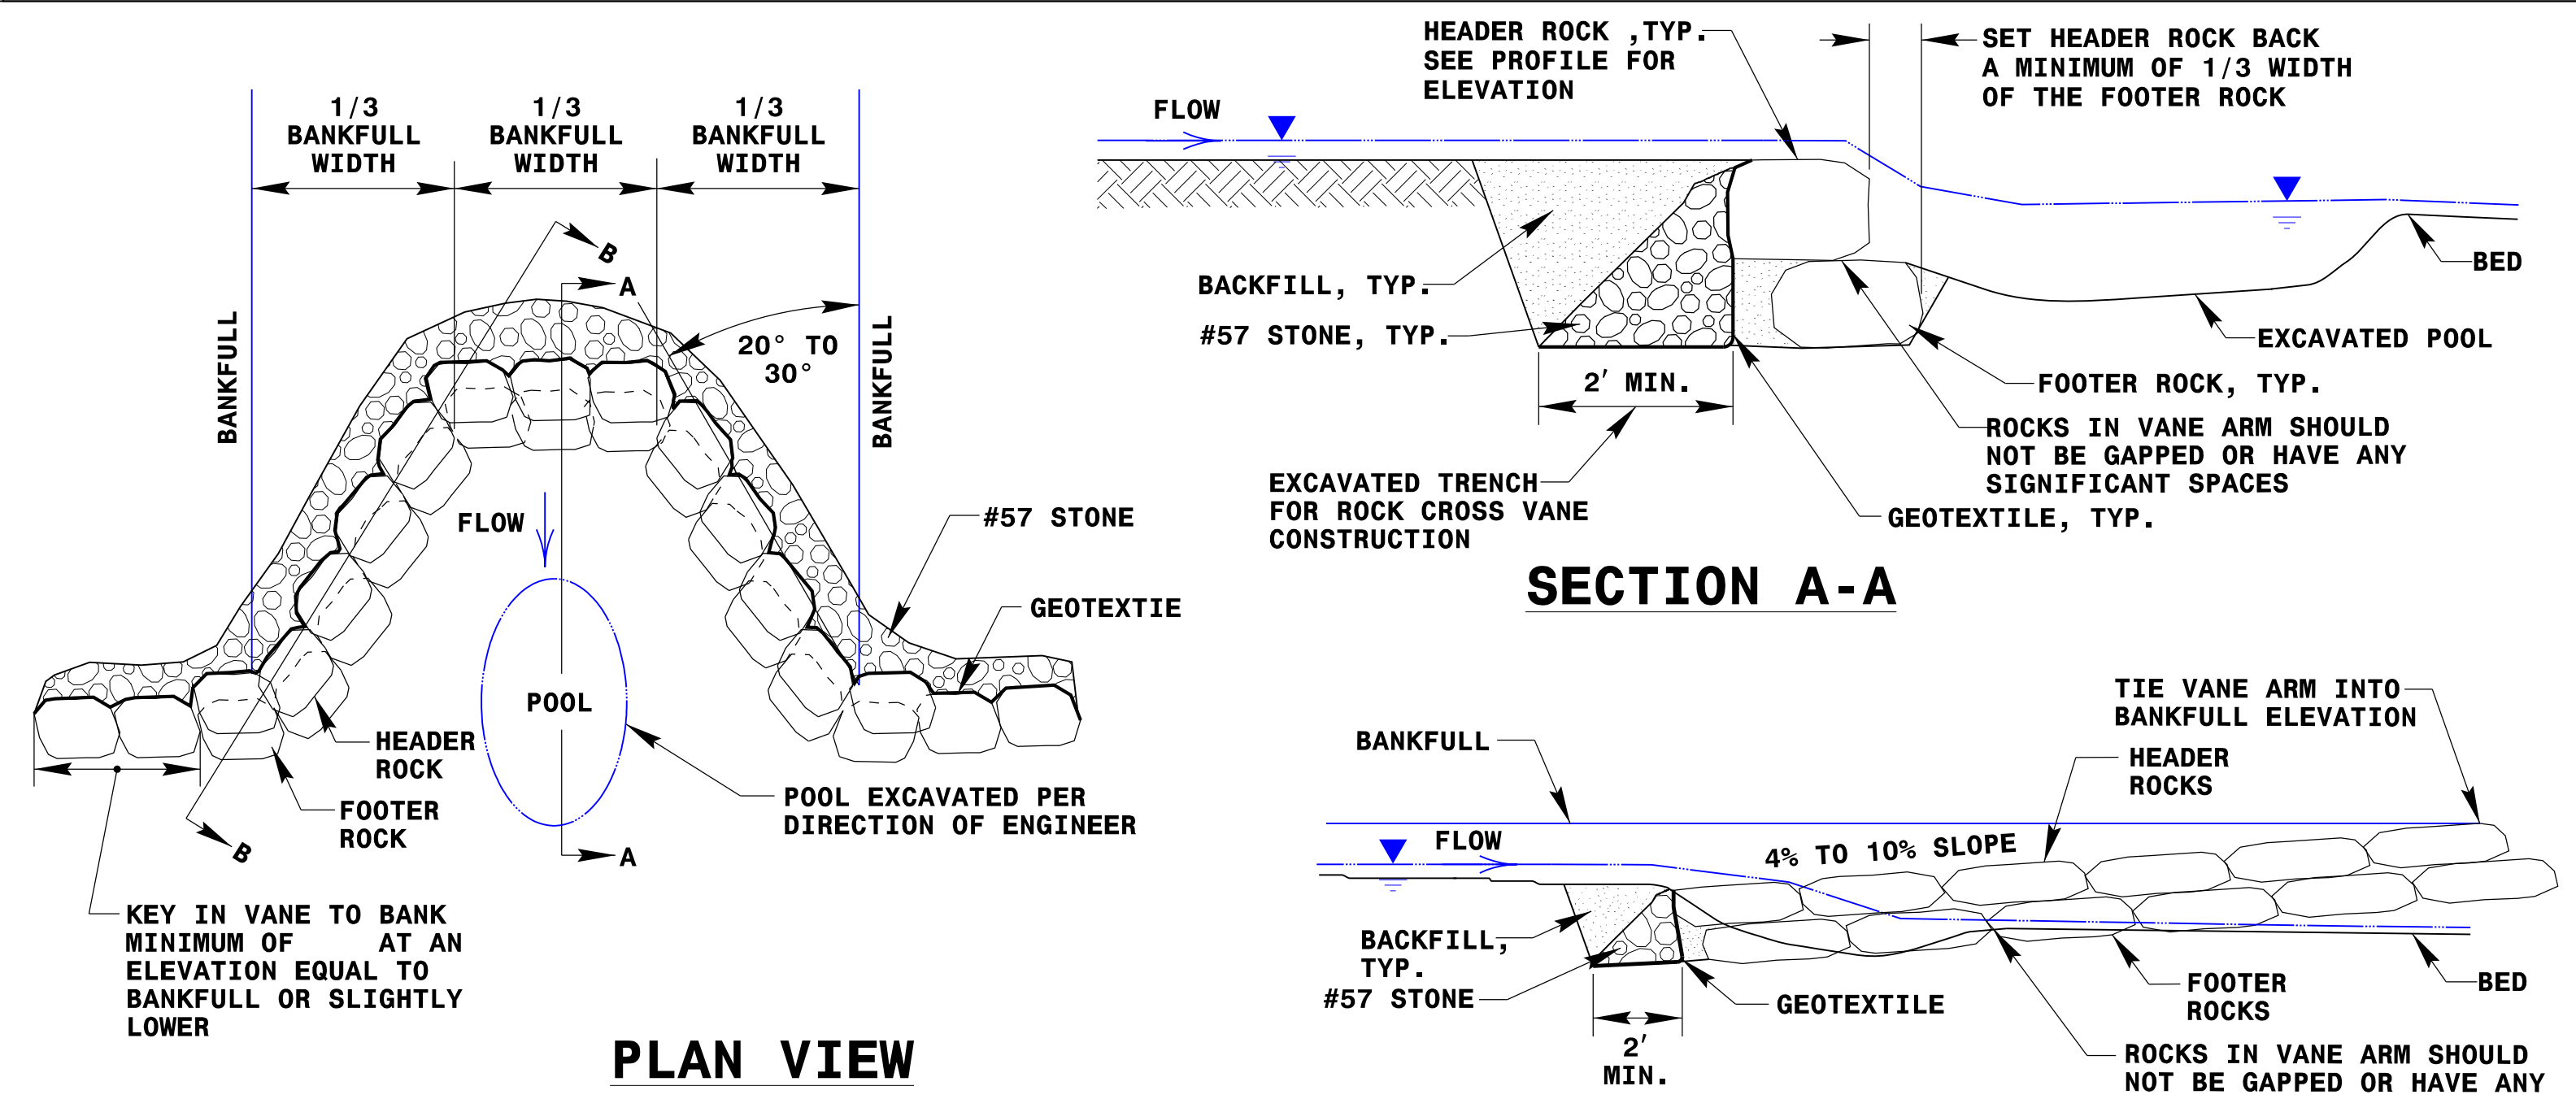 1/3
BANKFULL
WIDTH
1/3
BANKFULL
WIDTH
1/3
BANKFULL
WIDTH
B
A
20° TO
30°
BANKFULL
BANKFULL
FLOW
#57 STONE
GEOTEXTIE
POOL
HEADER
ROCK
FOOTER
ROCK
POOL EXCAVATED PER
DIRECTION OF ENGINEER
B
A
KEY IN VANE TO BANK
MINIMUM OF AT AN
ELEVATION EQUAL TO
BANKFULL OR SLIGHTLY
LOWER
PLAN VIEW
HEADER ROCK ,TYP.
SEE PROFILE FOR
ELEVATION
SET HEADER ROCK BACK
A MINIMUM OF 1/3 WIDTH
OF THE FOOTER ROCK
FLOW
BACKFILL, TYP.
#57 STONE, TYP.
BED
EXCAVATED POOL
2' MIN.
FOOTER ROCK, TYP.
ROCKS IN VANE ARM SHOULD
NOT BE GAPPED OR HAVE ANY
SIGNIFICANT SPACES
EXCAVATED TRENCH
FOR ROCK CROSS VANE
CONSTRUCTION
GEOTEXTILE, TYP.
SECTION A-A
TIE VANE ARM INTO
BANKFULL ELEVATION
BANKFULL
HEADER
ROCKS
FLOW
4% TO 10% SLOPE
BACKFILL,
TYP.
#57 STONE
GEOTEXTILE
FOOTER
ROCKS
BED
2'
MIN.
ROCKS IN VANE ARM SHOULD
NOT BE GAPPED OR HAVE ANY